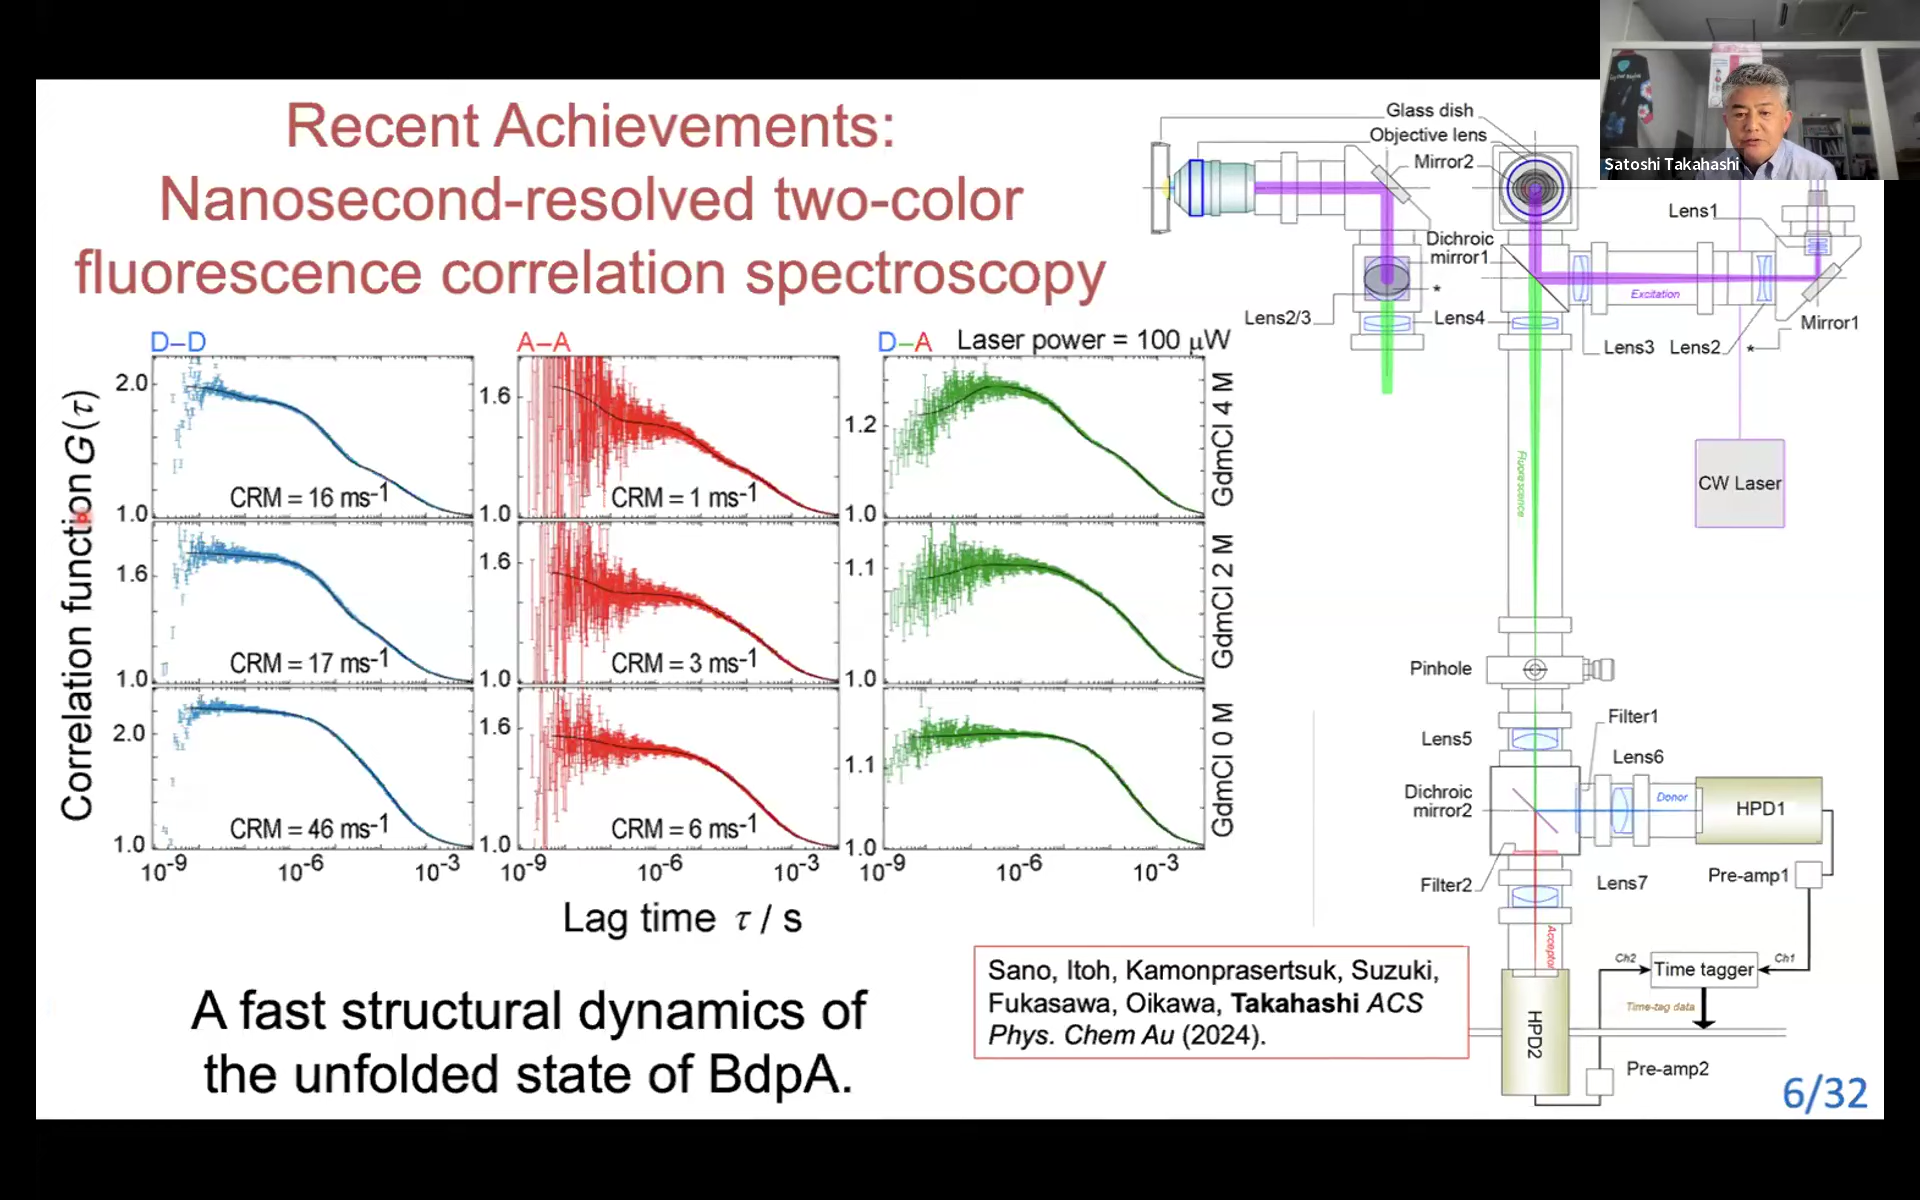 Recent Achievements:
Nanosecond-resolved two-color
fluorescence correlation spectroscopy
D–D
A–A
D–A
Laser power = 100 μW
Correlation function G(τ)
2.0
1.0
CRM = 16 ms-1
1.6
1.0
CRM = 1 ms-1
1.2
1.0
GdmCl 4 M
1.6
1.0
CRM = 17 ms-1
1.6
1.0
CRM = 3 ms-1
1.1
1.0
GdmCl 2 M
2.0
1.0
CRM = 46 ms-1
1.6
1.0
CRM = 6 ms-1
1.1
1.0
GdmCl 0 M
10-9
10-6
10-3
10-9
10-6
10-3
10-9
10-6
10-3
Lag time τ / s
A fast structural dynamics of
the unfolded state of BdpA.
Sano, Itoh, Kamonprasertsuk, Suzuki,
Fukasawa, Oikawa, Takahashi ACS
Phys. Chem Au (2024).
Glass dish
Objective lens
Mirror2
Dichroic
mirror1
*
Lens2/3
Lens4
Lens1
Excitation
Mirror1
Lens3
Lens2
*
Fluorescence
CW Laser
Pinhole
Filter1
Lens5
Lens6
Dichroic
mirror2
Donor
HPD1
Filter2
Lens7
Pre-amp1
Acceptor
Ch2
Time tagger
Ch1
Time-tag data
HPD2
Pre-amp2
6/32
Satoshi Takahashi